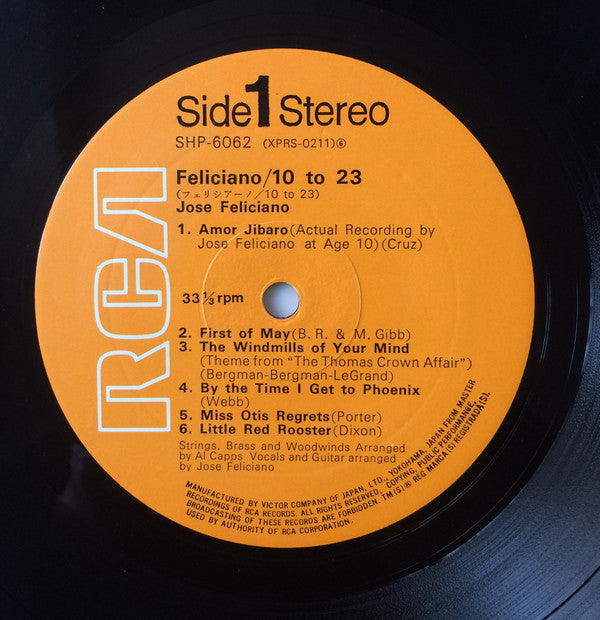 Side 1 Stereo
SHP-6062 (XPRS-0211)⑥
RCA
Feliciano/10 to 23
(フェリシアーノ/10 to 23)
Jose Feliciano
1. Amor Jibaro(Actual Recording by
Jose Feliciano at Age 10)(Cruz)
33⅓ rpm
2. First of May(B. R. & M. Gibb)
3. The Windmills of Your Mind
(Theme from "The Thomas Crown Affair")
(Bergman-Bergman-LeGrand)
4. By the Time I Get to Phoenix
(Webb)
5. Miss Otis Regrets(Porter)
6. Little Red Rooster(Dixon)
Strings, Brass and Woodwinds Arranged
by Al Capps Vocals and Guitar arranged
by Jose Feliciano
MANUFACTURED BY VICTOR COMPANY OF JAPAN, LTD., YOKOHAMA, JAPAN FROM MASTER
RECORDINGS OF RCA RECORDS. ALL RIGHTS RESERVED. COPYING, PUBLIC PERFORMANCE,
BROADCASTING OF THESE RECORDS ARE FORBIDDEN. TM(S)® REG MARCA(S) REGISTRADA(S).
USED BY AUTHORITY OF RCA CORPORATION.